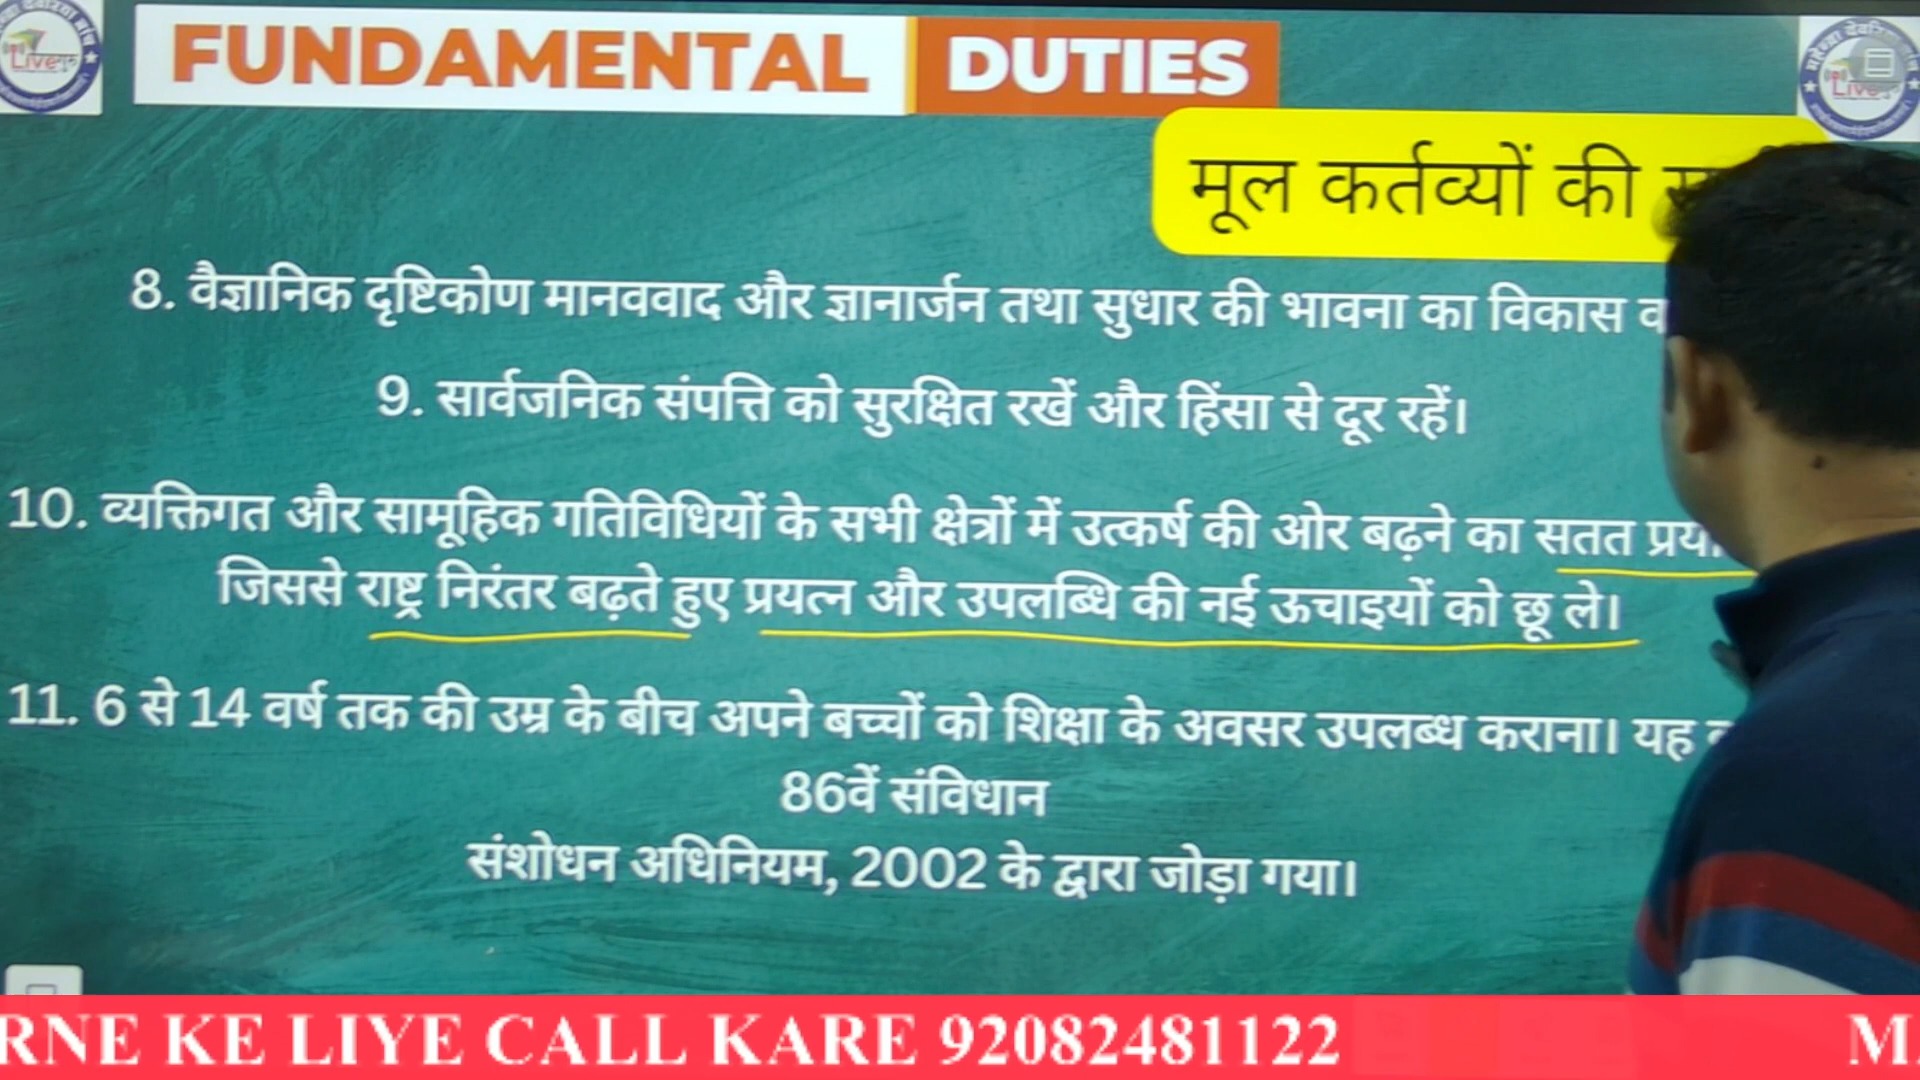 FUNDAMENTAL DUTIES
Live
Live
मूल कर्तव्यों की
8. वैज्ञानिक दृष्टिकोण मानववाद और ज्ञानार्जन तथा सुधार की भावना का विकास
9. सार्वजनिक संपत्ति को सुरक्षित रखें और हिंसा से दूर रहें।
10. व्यक्तिगत और सामूहिक गतिविधियों के सभी क्षेत्रों में उत्कर्ष की ओर बढ़ने का सतत
जिससे राष्ट्र निरंतर बढ़ते हुए प्रयत्न और उपलब्धि की नई ऊचाइयों को छू ले।
11. 6 से 14 वर्ष तक की उम्र के बीच अपने बच्चों को शिक्षा के अवसर उपलब्ध कराना। यह
86वें संविधान
संशोधन अधिनियम, 2002 के द्वारा जोड़ा गया।
RNE KE LIYE CALL KARE 92082481122 M